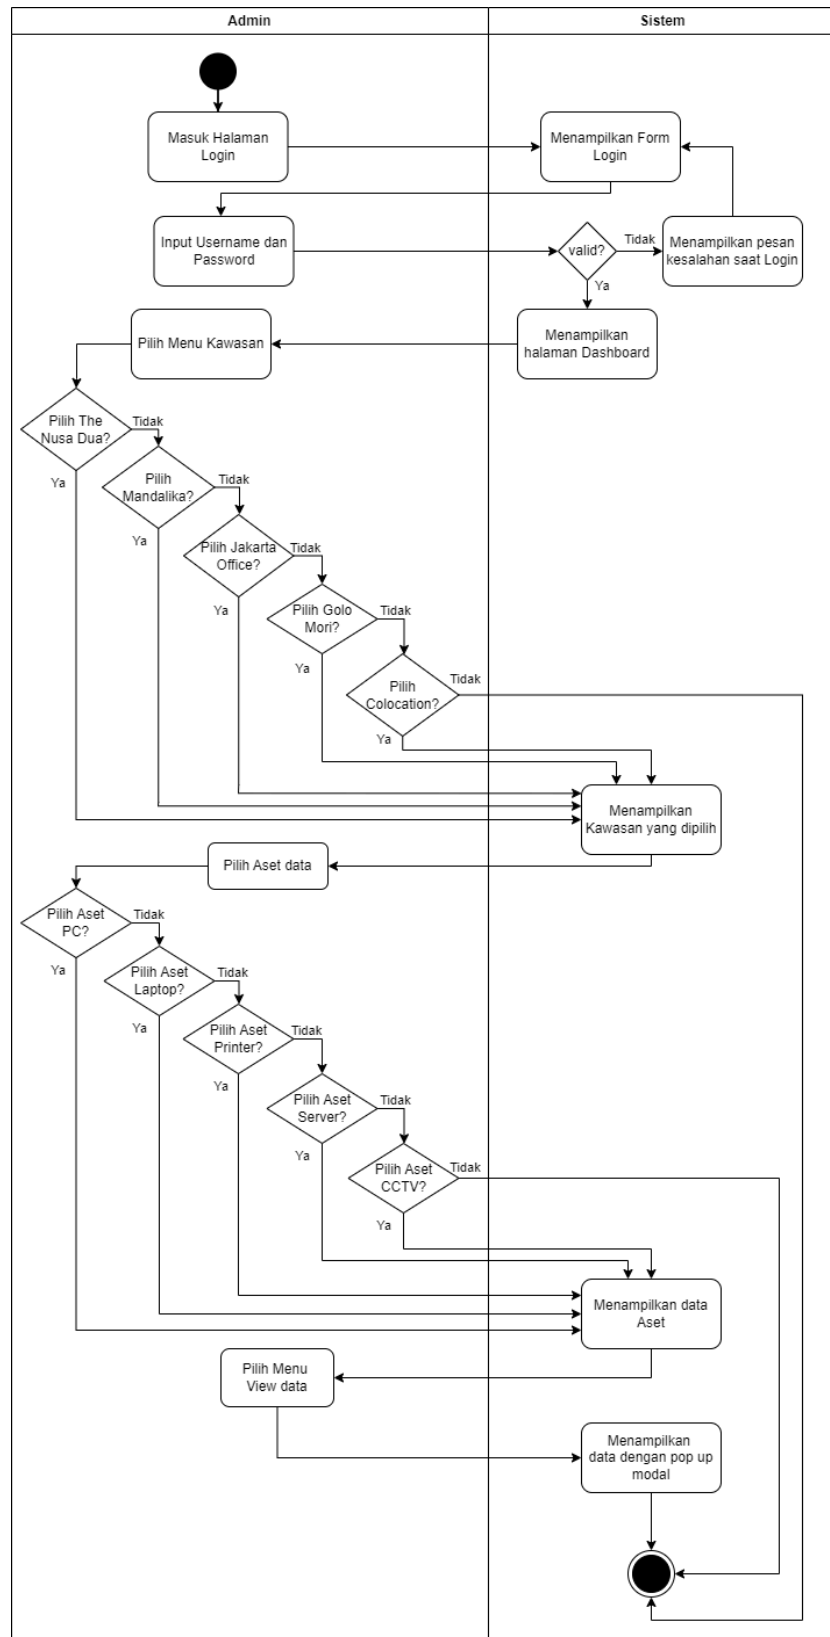 Admin
Sistem
Masuk Halaman
Login
Menampilkan Form
Login
Input Username dan
Password
valid?
Tidak
Menampilkan pesan
kesalahan saat Login
Ya
Pilih Menu Kawasan
Menampilkan
halaman Dashboard
Pilih The
Nusa Dua?
Tidak
Ya
Pilih
Mandalika?
Tidak
Ya
Pilih Jakarta
Office?
Tidak
Ya
Pilih Golo
Mori?
Tidak
Ya
Pilih
Colocation?
Tidak
Ya
Menampilkan
Kawasan yang dipilih
Pilih Aset data
Pilih Aset
PC?
Tidak
Ya
Pilih Aset
Laptop?
Tidak
Ya
Pilih Aset
Printer?
Tidak
Ya
Pilih Aset
Server?
Tidak
Ya
Pilih Aset
CCTV?
Tidak
Ya
Menampilkan data
Aset
Pilih Menu
View data
Menampilkan
data dengan pop up
modal